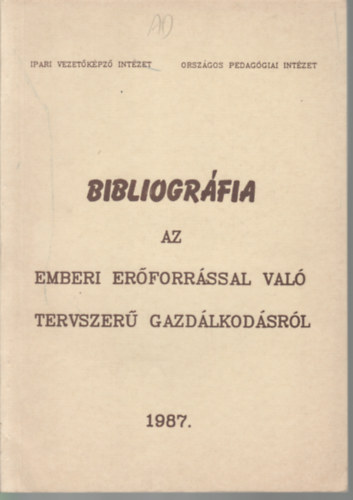 IPARI VEZETŐKÉPZŐ INTÉZET ORSZÁGOS PEDAGÓGIAI INTÉZET
BIBLIOGRÁFIA
AZ
EMBERI ERŐFORRÁSSAL VALÓ
TERVSZERŰ GAZDÁLKODÁSRÓL
1987.